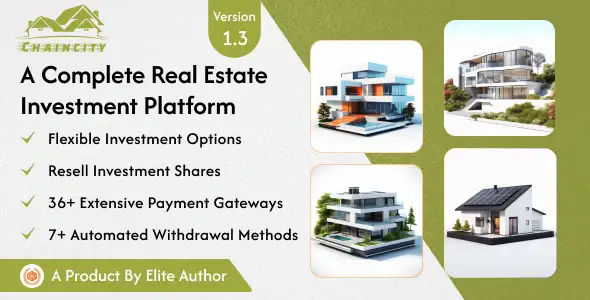 CHAINCITY
Version
1.3
A Complete Real Estate
Investment Platform
Flexible Investment Options
Resell Investment Shares
36+ Extensive Payment Gateways
7+ Automated Withdrawal Methods
A Product By Elite Author